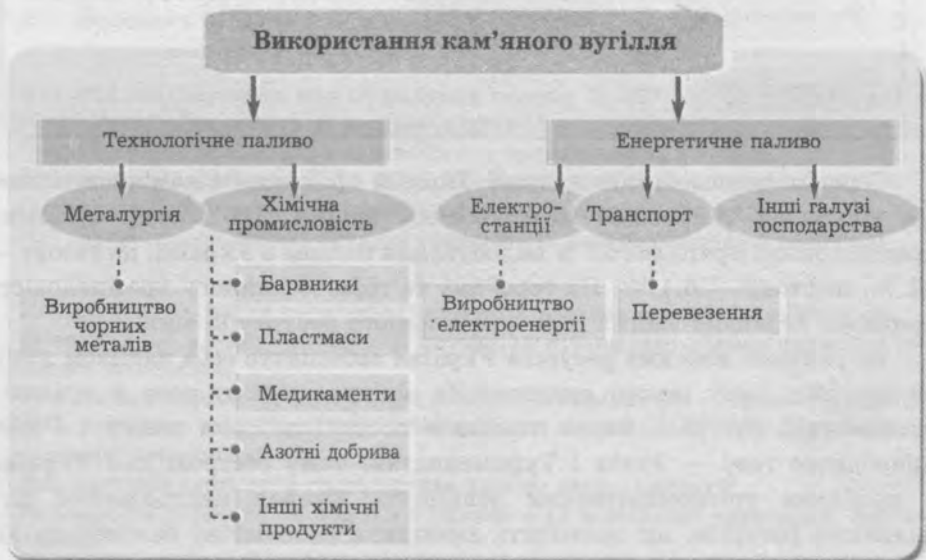 Використання кам’яного вугілля
Технологічне паливо
Енергетичне паливо
Металургія
Хімічна
промисловість
Електро-
станції
Транспорт
Інші галузі
господарства
Виробництво
чорних
металів
Барвники
Пластмаси
Медикаменти
Азотні добрива
Інші хімічні
продукти
Виробництво
електроенергії
Перевезення